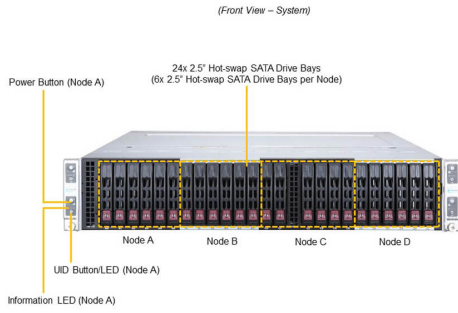 (Front View – System)
24x 2.5" Hot-swap SATA Drive Bays
(6x 2.5" Hot-swap SATA Drive Bays per Node)
Power Button (Node A)
Node A
Node B
Node C
Node D
UID Button/LED (Node A)
Information LED (Node A)